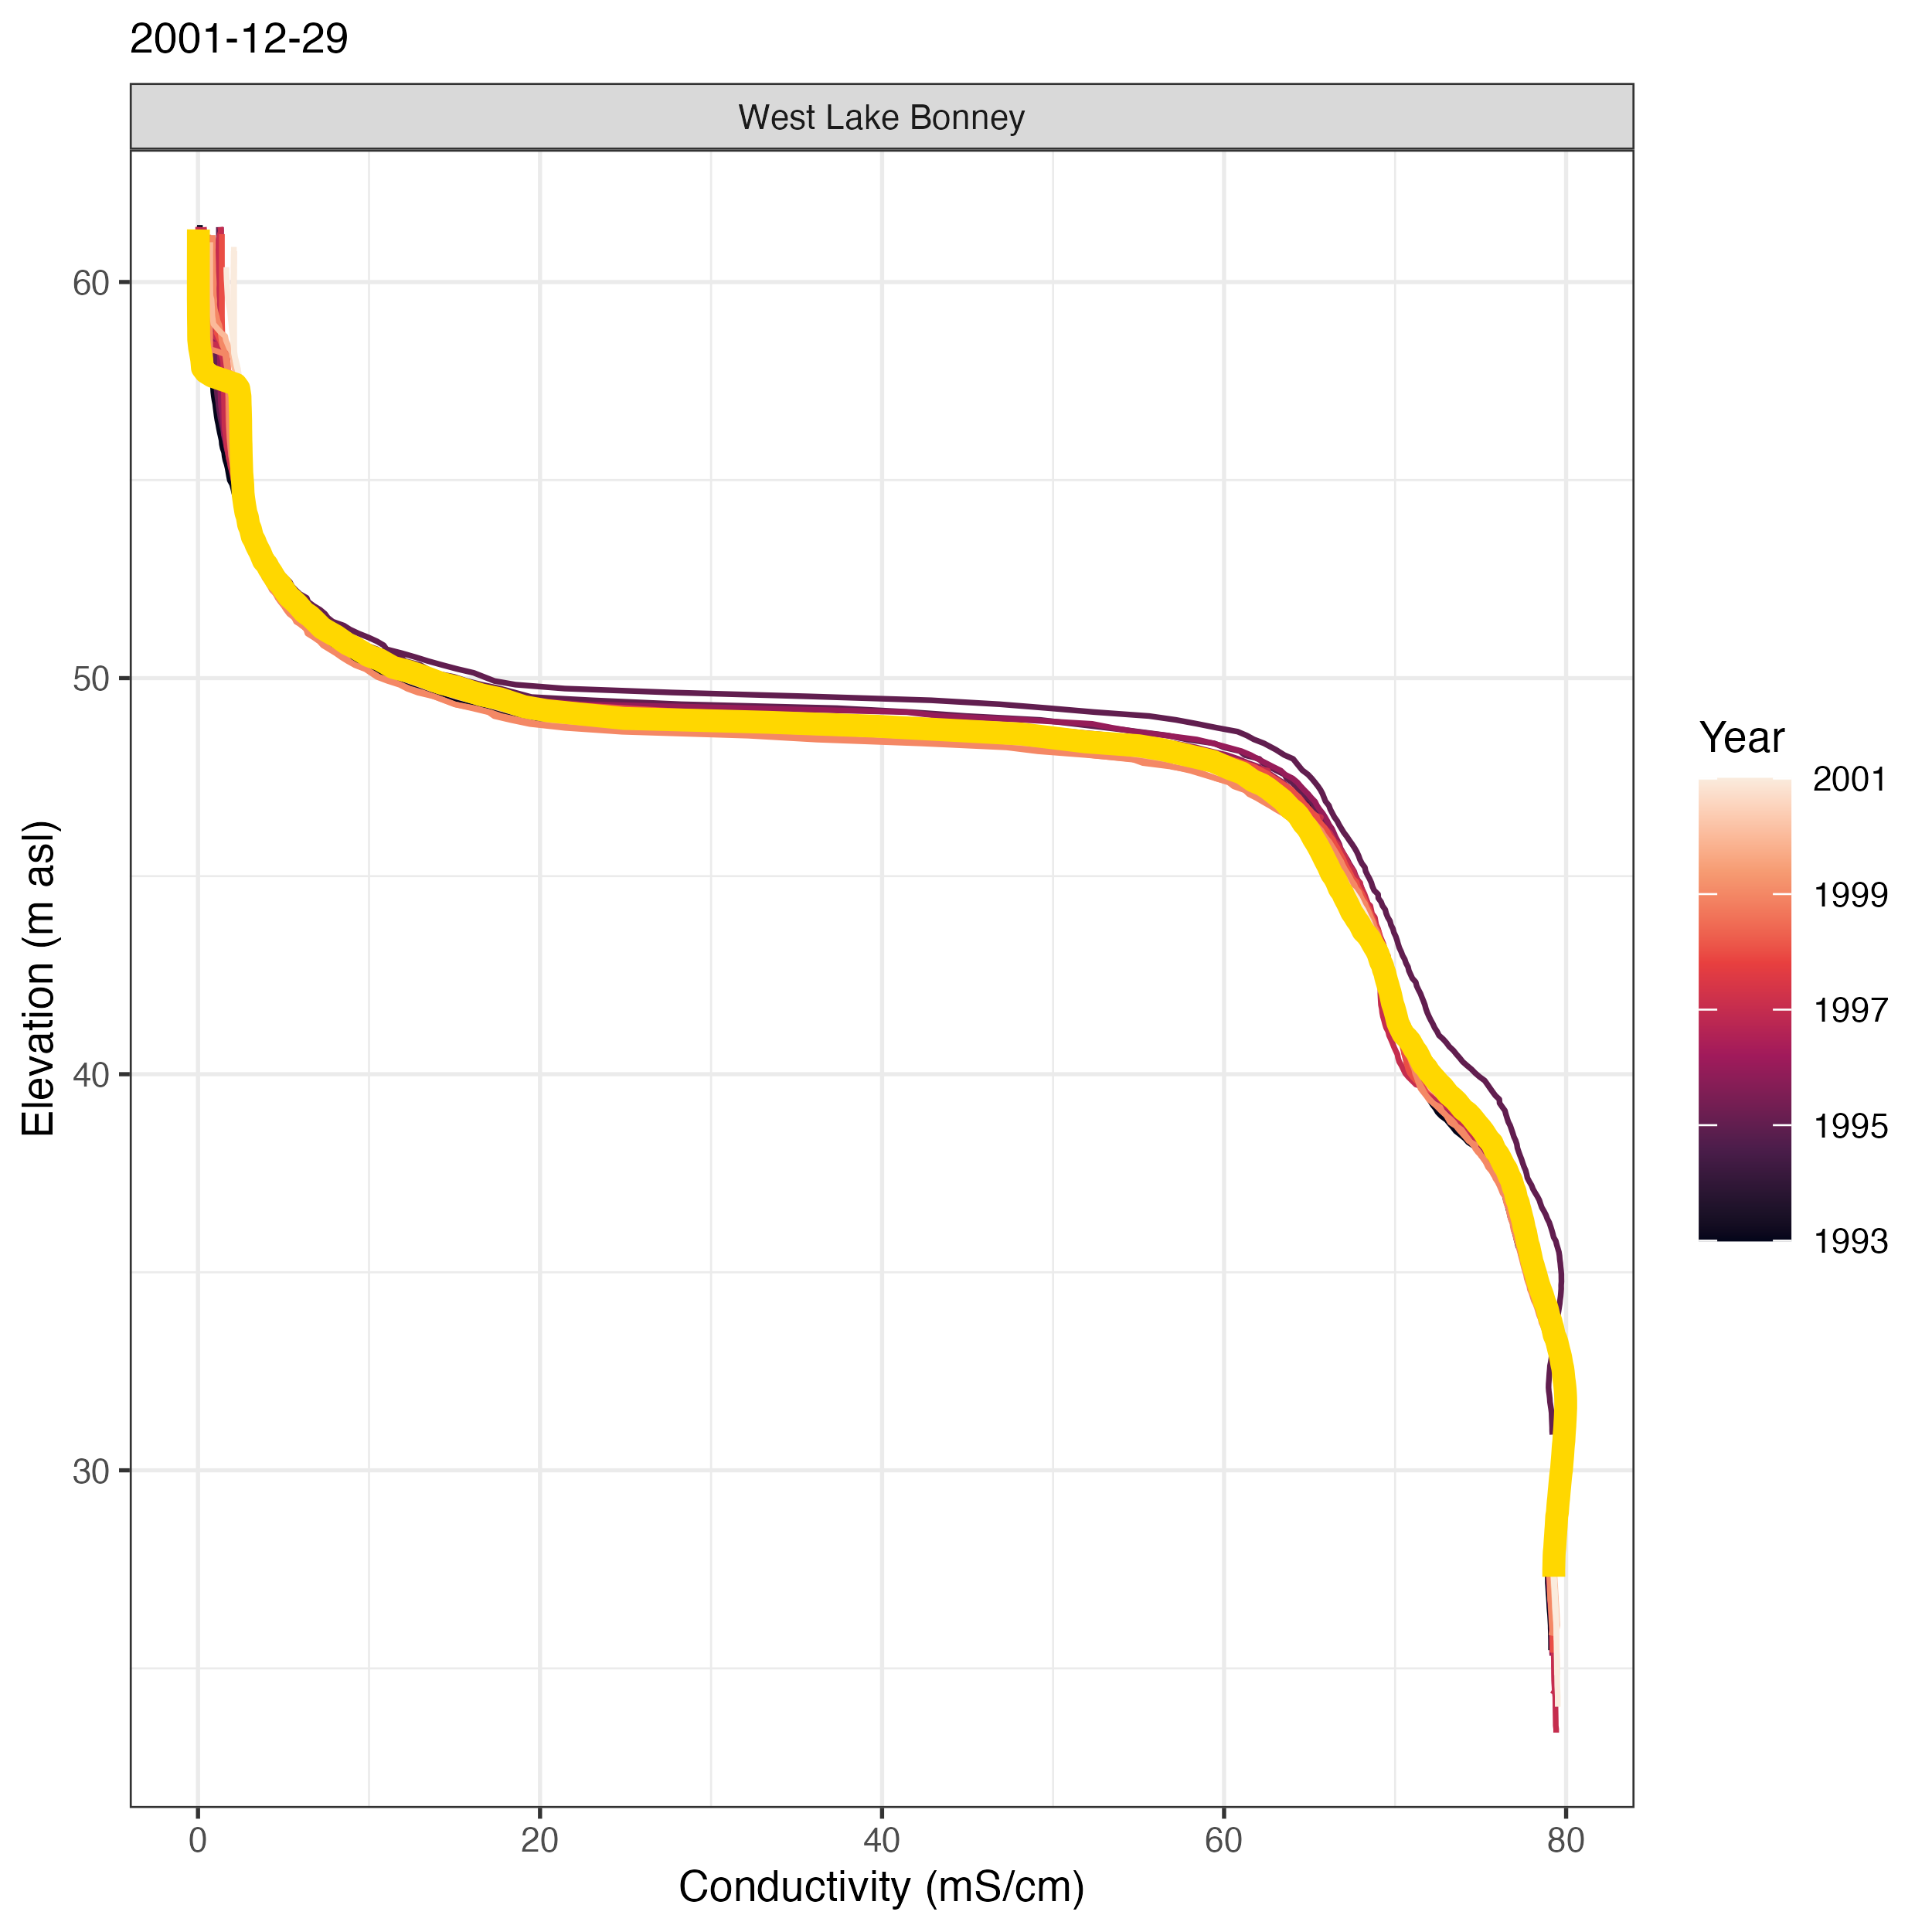 2001-12-29
West Lake Bonney
60
50
40
30
Elevation (m asl)
0 20 40 60 80
Conductivity (mS/cm)
Year
2001
1999
1997
1995
1993